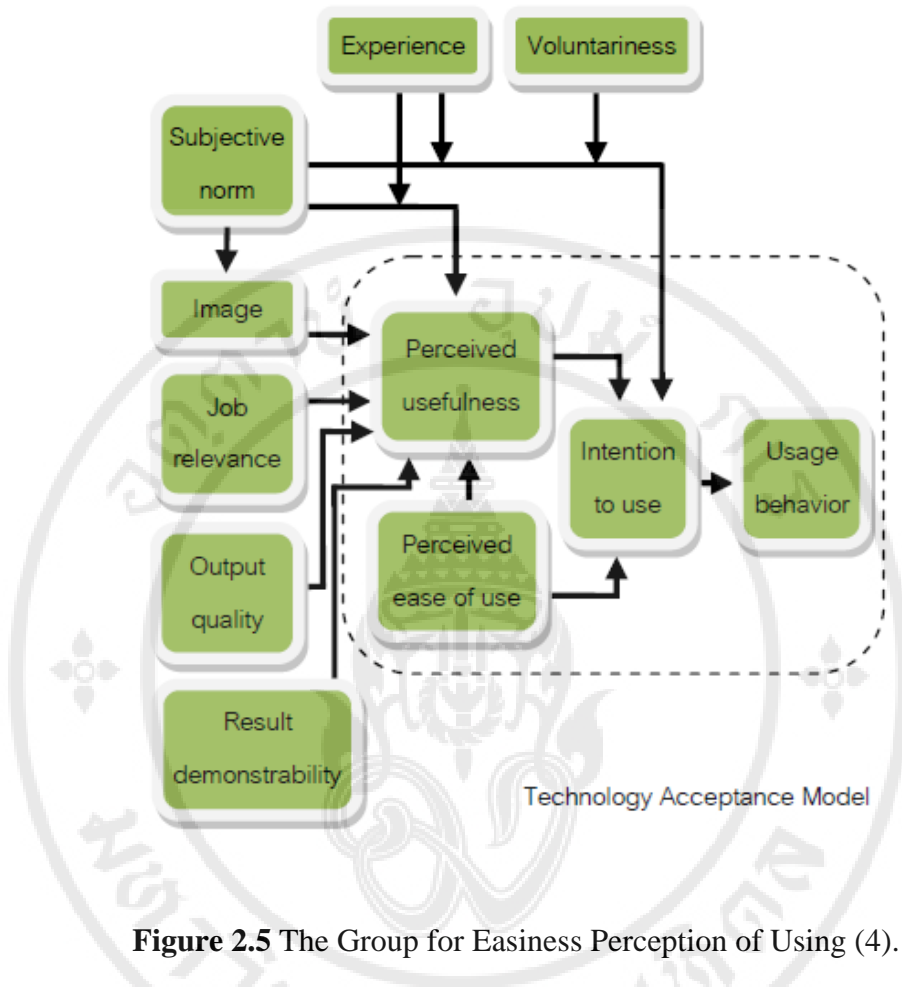 Experience
Voluntariness
Subjective
norm
Image
Perceived
usefulness
Job
relevance
Intention
to use
Usage
behavior
Output
quality
Perceived
ease of use
Result
demonstrability
Technology Acceptance Model
Figure 2.5 The Group for Easiness Perception of Using (4).